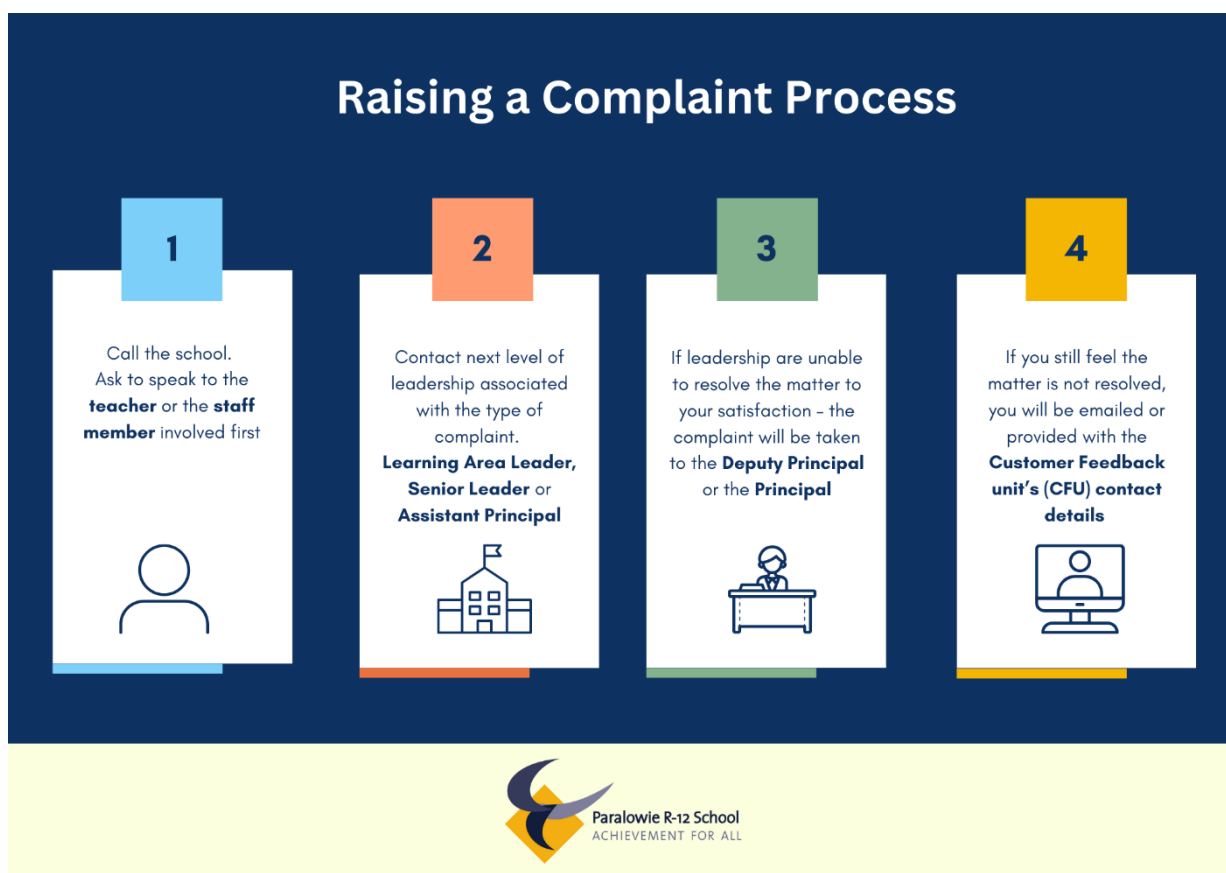 Raising a Complaint Process
1
Call the school.
Ask to speak to the
teacher or the staff
member involved first
2
Contact next level of
leadership associated
with the type of
complaint.
Learning Area Leader,
Senior Leader or
Assistant Principal
3
If leadership are unable
to resolve the matter to
your satisfaction - the
complaint will be taken
to the Deputy Principal
or the Principal
4
If you still feel the
matter is not resolved,
you will be emailed or
provided with the
Customer Feedback
unit's (CFU) contact
details
Paralowie R-12 School
ACHIEVEMENT FOR ALL